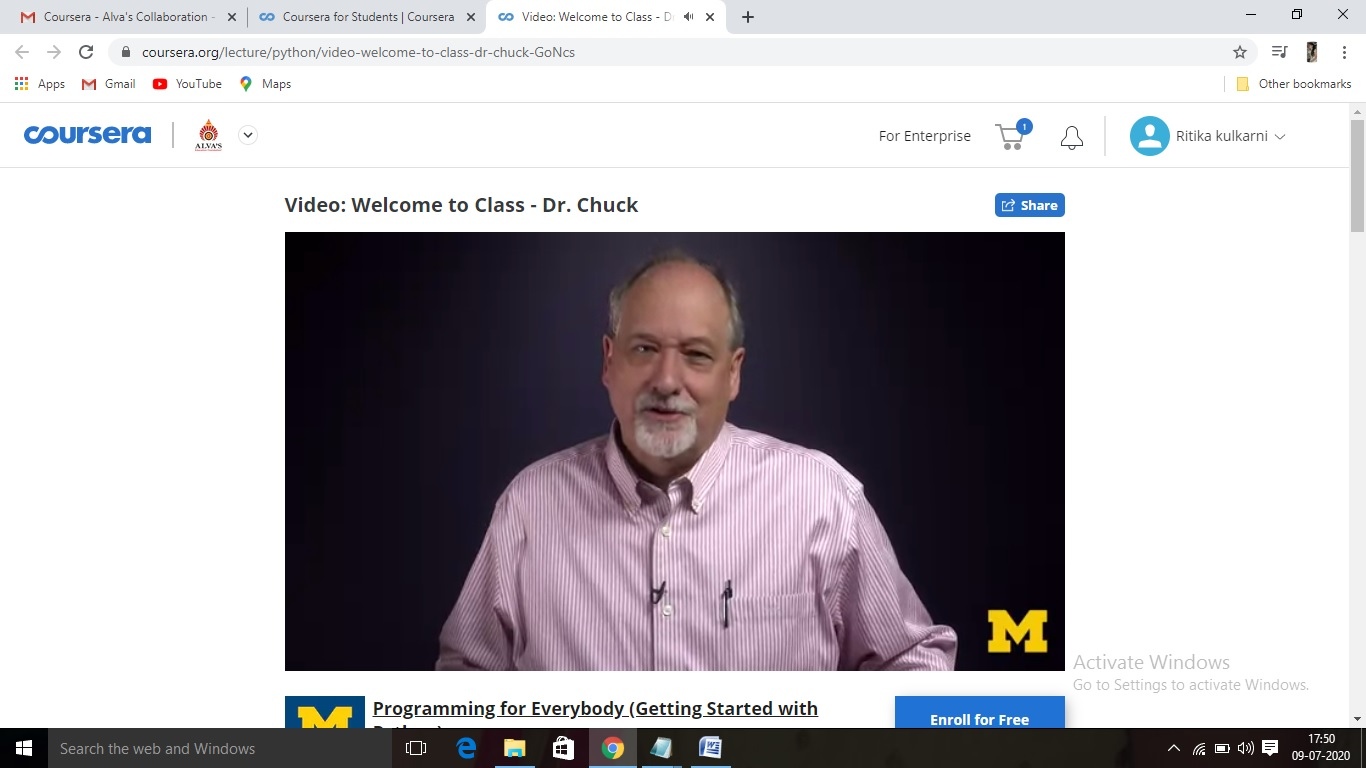 Coursera - Alva's Collaboration -
Coursera for Students | Coursera
Video: Welcome to Class - D
coursera.org/lecture/python/video-welcome-to-class-dr-chuck-GoNcs
Apps
Gmail
YouTube
Maps
Other bookmarks
coursera
ALVA'S
For Enterprise
1
Ritika kulkarni
Video: Welcome to Class - Dr. Chuck
Share
M
Activate Windows
Go to Settings to activate Windows.
Programming for Everybody (Getting Started with
Enroll for Free
Search the web and Windows
17:50
09-07-2020